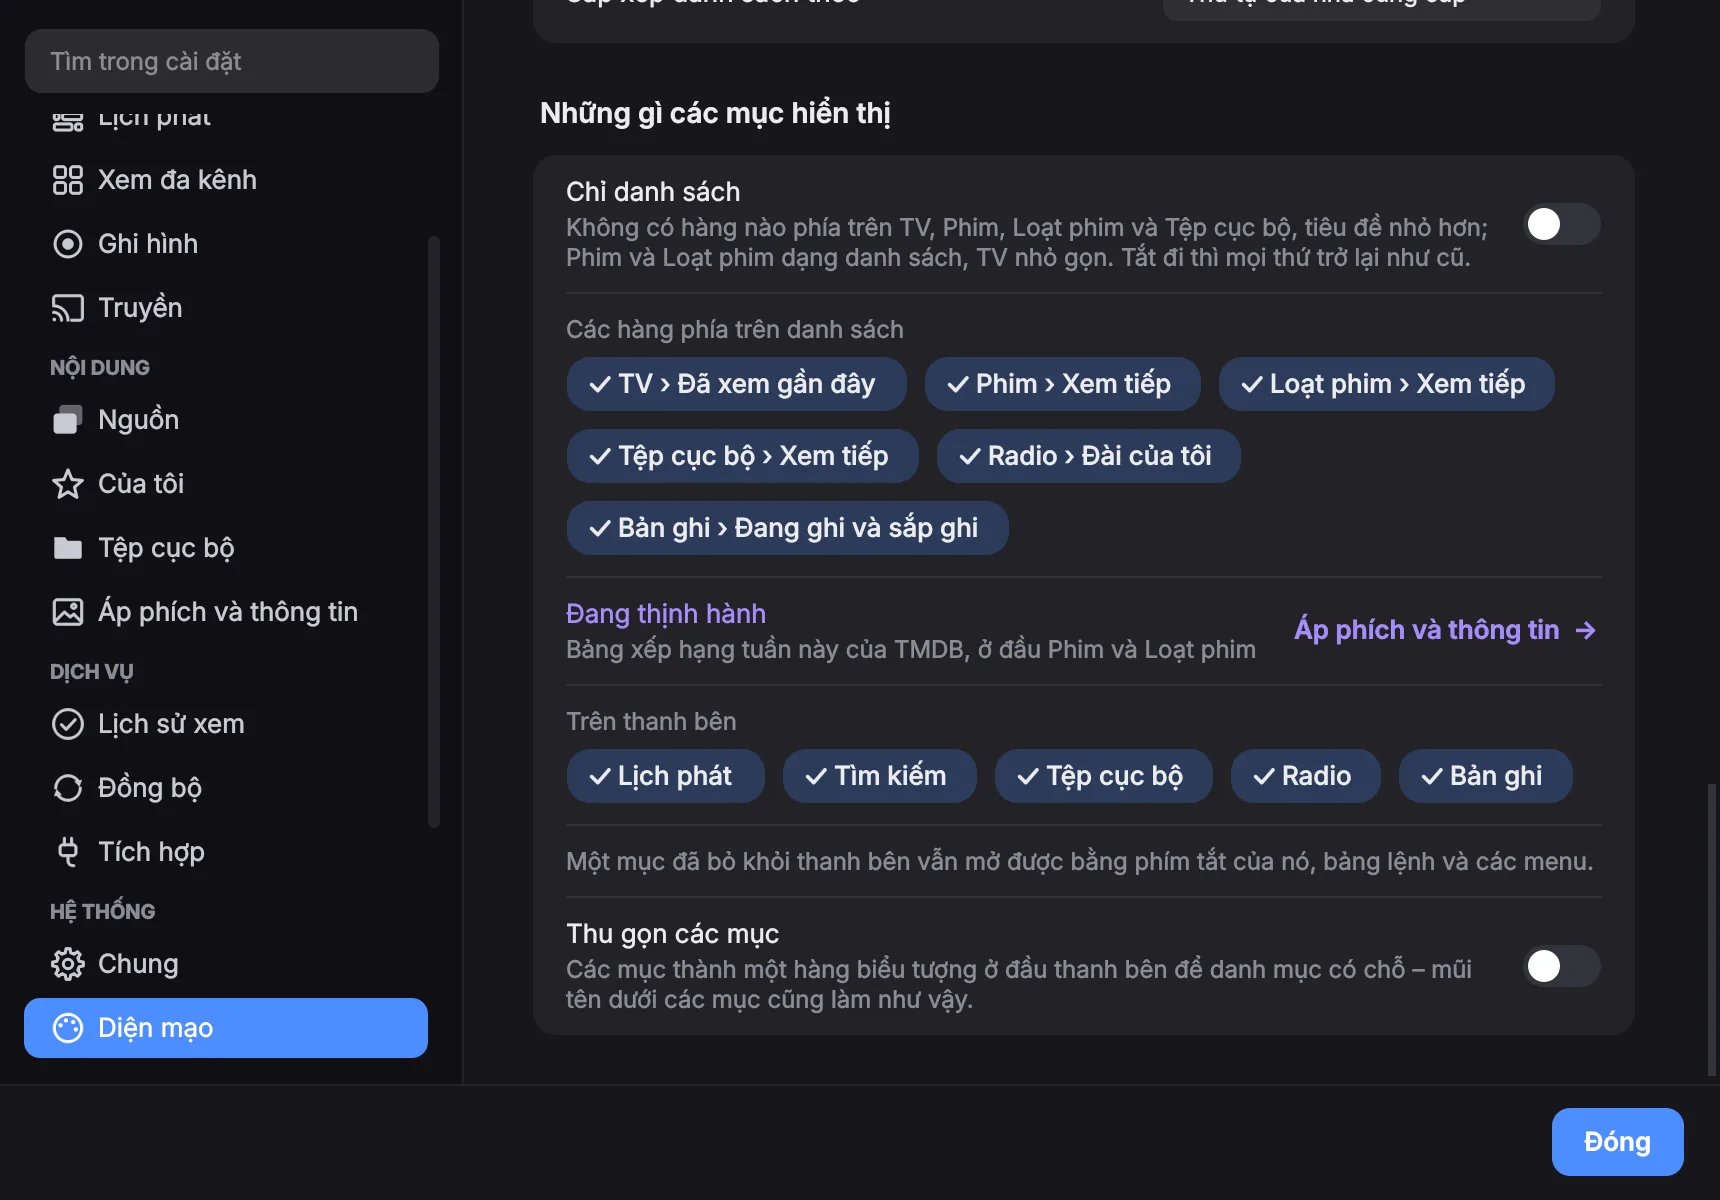 Tìm trong cài đặt
Lịch phát
Xem đa kênh
Ghi hình
Truyền
NỘI DUNG
Nguồn
Của tôi
Tệp cục bộ
Áp phích và thông tin
DỊCH VỤ
Lịch sử xem
Đồng bộ
Tích hợp
HỆ THỐNG
Chung
Diện mạo
Những gì các mục hiển thị
Chỉ danh sách
Không có hàng nào phía trên TV, Phim, Loạt phim và Tệp cục bộ, tiêu đề nhỏ hơn;
Phim và Loạt phim dạng danh sách, TV nhỏ gọn. Tắt đi thì mọi thứ trở lại như cũ.
Các hàng phía trên danh sách
✓ TV › Đã xem gần đây ✓ Phim › Xem tiếp ✓ Loạt phim › Xem tiếp
✓ Tệp cục bộ › Xem tiếp ✓ Radio › Đài của tôi
✓ Bản ghi › Đang ghi và sắp ghi
Đang thịnh hành
Bảng xếp hạng tuần này của TMDB, ở đầu Phim và Loạt phim
Áp phích và thông tin →
Trên thanh bên
✓ Lịch phát ✓ Tìm kiếm ✓ Tệp cục bộ ✓ Radio ✓ Bản ghi
Một mục đã bỏ khỏi thanh bên vẫn mở được bằng phím tắt của nó, bảng lệnh và các menu.
Thu gọn các mục
Các mục thành một hàng biểu tượng ở đầu thanh bên để danh mục có chỗ – mũi
tên dưới các mục cũng làm như vậy.
Đóng